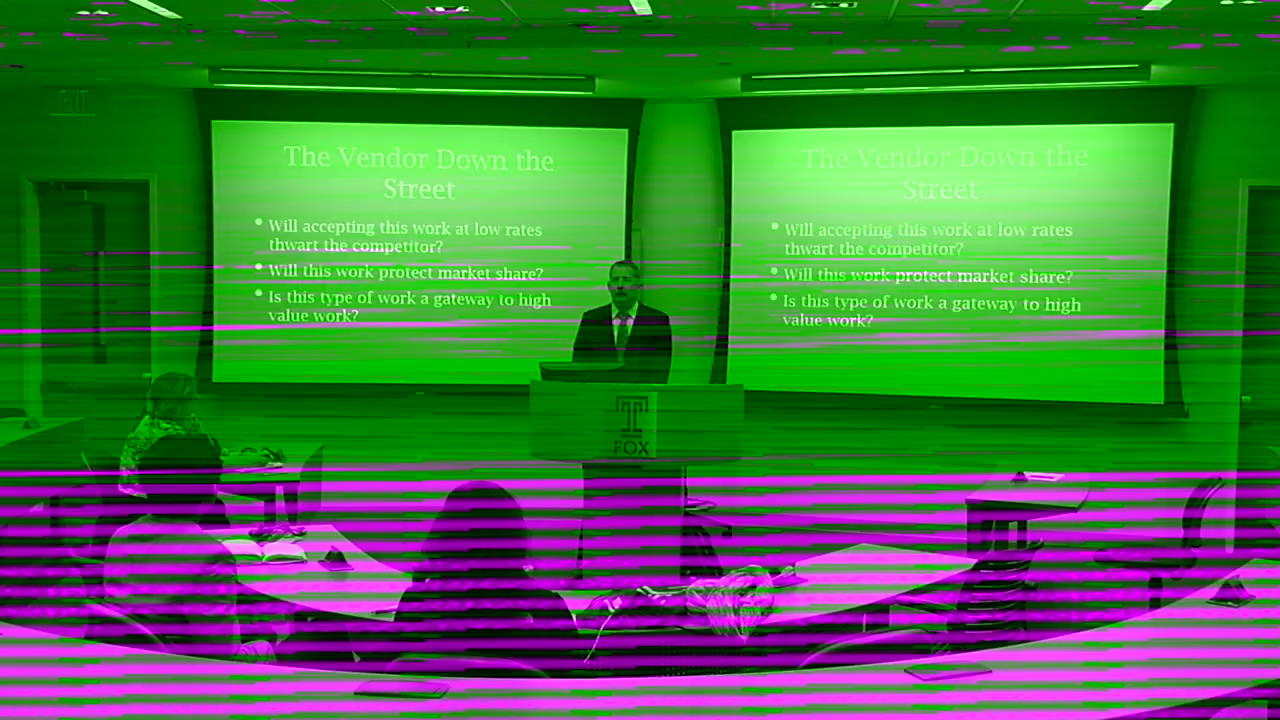 EXIT
The Vendor Down the
Street
• Will accepting this work at low rates
thwart the competitor?
• Will this work protect market share?
• Is this type of work a gateway to high
value work?
The Vendor Down the
Street
• Will accepting this work at low rates
thwart the competitor?
• Will this work protect market share?
• Is this type of work a gateway to high
value work?
T
FOX